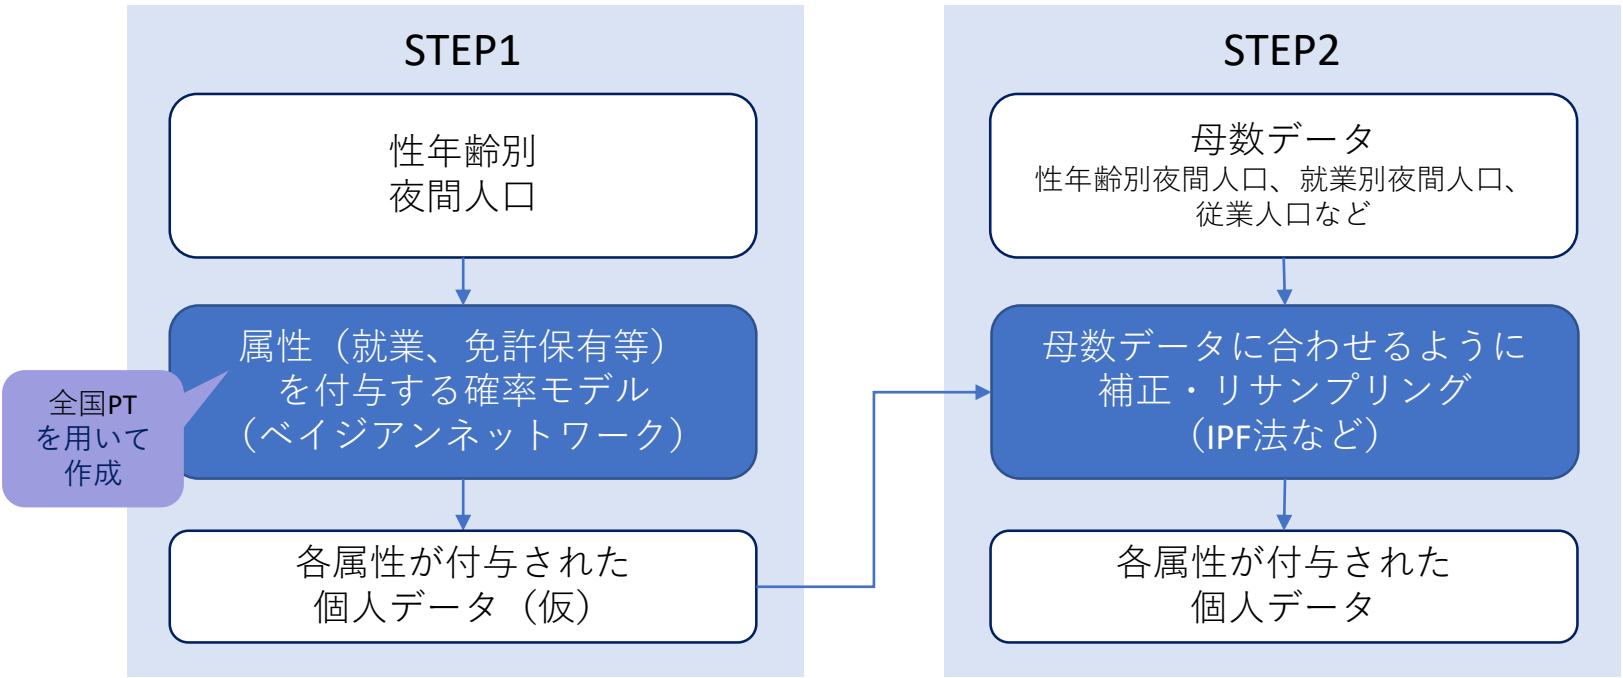 STEP1
性年齢別
夜間人口
属性（就業、免許保有等）
を付与する確率モデル
（ベイジアンネットワーク）
全国PT
を用いて
作成
各属性が付与された
個人データ（仮）
STEP2
母数データ
性年齢別夜間人口、就業別夜間人口、
従業人口など
母数データに合わせるように
補正・リサンプリング
（IPF法など）
各属性が付与された
個人データ